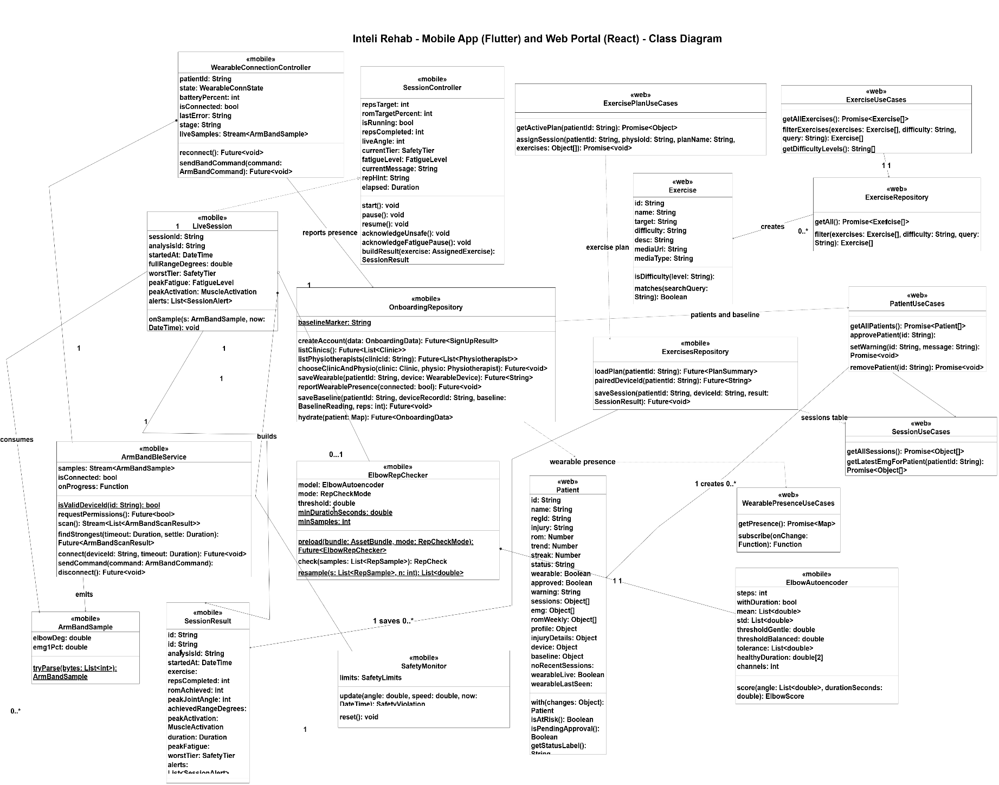 Inteli Rehab - Mobile App (Flutter) and Web Portal (React) - Class Diagram
«mobile»
WearableConnectionController
patientId: String
state: WearableConnState
batteryPercent: int
isConnected: bool
lastError: String
stage: String
liveSamples: Stream<ArmBandSample>
reconnect(): Future<void>
sendBandCommand(command:
ArmBandCommand): Future<void>
«mobile»
SessionController
repsTarget: int
romTargetPercent: int
isRunning: bool
repsCompleted: int
liveAngle: int
currentTier: SafetyTier
fatigueLevel: FatigueLevel
currentMessage: String
repHint: String
elapsed: Duration
start(): void
pause(): void
resume(): void
acknowledgeUnsafe(): void
acknowledgeFatiguePause(): void
buildResult(exercise: AssignedExercise):
SessionResult
«web»
ExercisePlanUseCases
getActivePlan(patientId: String): Promise<Object>
assignSession(patientId: String, physioId: String, planName: String,
exercises: Object[]): Promise<void>
«web»
ExerciseUseCases
getAllExercises(): Promise<Exercise[]>
filterExercises(exercises: Exercise[], difficulty: String,
query: String): Exercise[]
getDifficultyLevels(): String[]
1 1
«web»
Exercise
id: String
name: String
target: String
difficulty: String
desc: String
mediaUrl: String
mediaType: String
isDifficulty(level: String):
matches(searchQuery:
String): Boolean
«web»
ExerciseRepository
getAll(): Promise<Exercise[]>
filter(exercises: Exercise[], difficulty: String, query:
String): Exercise[]
creates
0..*
exercise plan
reports presence
«mobile»
1
LiveSession
sessionId: String
analysisId: String
startedAt: DateTime
fullRangeDegrees: double
worstTier: SafetyTier
peakFatigue: FatigueLevel
peakActivation: MuscleActivation
alerts: List<SessionAlert>
onSample(s: ArmBandSample, now:
DateTime): void
1
«mobile»
OnboardingRepository
baselineMarker: String
createAccount(data: OnboardingData): Future<SignUpResult>
listClinics(): Future<List<Clinic>>
listPhysiotherapists(clinicId: String): Future<List<Physiotherapist>>
chooseClinicAndPhysio(clinic: Clinic, physio: Physiotherapist): Future<void>
saveWearable(patientId: String, device: WearableDevice): Future<String>
reportWearablePresence(connected: bool): Future<void>
saveBaseline(patientId: String, deviceRecordId: String, baseline:
BaselineReading, reps: int): Future<void>
hydrate(patient: Map): Future<OnboardingData>
patients and baseline
«web»
PatientUseCases
getAllPatients(): Promise<Patient[]>
approvePatient(id: String):
setWarning(id: String, message: String):
Promise<void>
removePatient(id: String): Promise<void>
«mobile»
ExercisesRepository
loadPlan(patientId: String): Future<PlanSummary>
pairedDeviceId(patientId: String): Future<String>
saveSession(patientId: String, deviceId: String, result:
SessionResult): Future<void>
sessions table
«web»
SessionUseCases
getAllSessions(): Promise<Object[]>
getLatestEmgForPatient(patientId: String):
Promise<Object[]>
1
1
1
1
consumes
builds
0...1
wearable presence
1 creates 0..*
«mobile»
ArmBandBleService
samples: Stream<ArmBandSample>
isConnected: bool
onProgress: Function
isValidDeviceId(id: String): bool
requestPermissions(): Future<bool>
scan(): Stream<List<ArmBandScanResult>>
findStrongest(timeout: Duration, settle: Duration):
Future<ArmBandScanResult>
connect(deviceId: String, timeout: Duration): Future<void>
sendCommand(command: ArmBandCommand):
disconnect(): Future<void>
«mobile»
ElbowRepChecker
model: ElbowAutoencoder
mode: RepCheckMode
threshold: double
1
minDurationSeconds: double
minSamples: int
preload(bundle: AssetBundle, mode: RepCheckMode):
Future<ElbowRepChecker>
check(samples: List<RepSample>): RepCheck
resample(s: List<RepSample>, n: int): List<double>
«web»
Patient
id: String
name: String
regId: String
injury: String
rom: Number
trend: Number
streak: Number
status: String
wearable: Boolean
approved: Boolean
warning: String
sessions: Object[]
emg: Object[]
romWeekly: Object[]
profile: Object
injuryDetails: Object
device: Object
baseline: Object
noRecentSessions:
wearableLive: Boolean
wearableLastSeen:
with(changes: Object):
Patient
isAtRisk(): Boolean
isPendingApproval():
Boolean
getStatusLabel():
String
«web»
WearablePresenceUseCases
getPresence(): Promise<Map>
subscribe(onChange:
Function): Function
1 1
«mobile»
ElbowAutoencoder
steps: int
withDuration: bool
mean: List<double>
std: List<double>
thresholdGentle: double
thresholdBalanced: double
tolerance: List<double>
healthyDuration: double[2]
channels: int
score(angle: List<double>, durationSeconds:
double): ElbowScore
emits
«mobile»
ArmBandSample
elbowDeg: double
emg1Pct: double
tryParse(bytes: List<int>):
ArmBandSample
0..*
«mobile»
SessionResult
id: String
id: String
1
analysisId: String
startedAt: DateTime
exercise:
repsCompleted: int
romAchieved: int
peakJointAngle: int
achievedRangeDegrees:
peakActivation:
MuscleActivation
duration: Duration
peakFatigue:
worstTier: SafetyTier
alerts:
List<SessionAlert>
1 saves 0..*
«mobile»
SafetyMonitor
limits: SafetyLimits
update(angle: double, speed: double, now:
DateTime): SafetyViolation
reset(): void
1